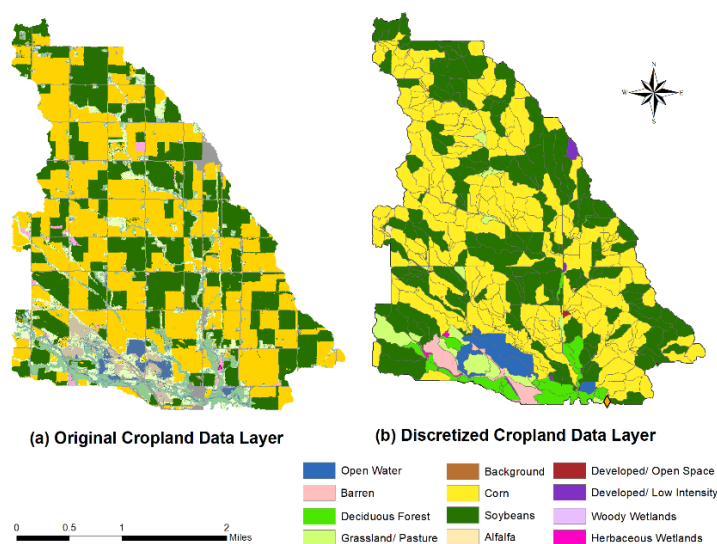 N
W E
S
(a) Original Cropland Data Layer
(b) Discretized Cropland Data Layer
Open Water
Background
Developed/ Open Space
Barren
Corn
Developed/ Low Intensity
Deciduous Forest
Soybeans
Woody Wetlands
Grassland/ Pasture
Alfalfa
Herbaceous Wetlands
0 0.5 1 2
Miles